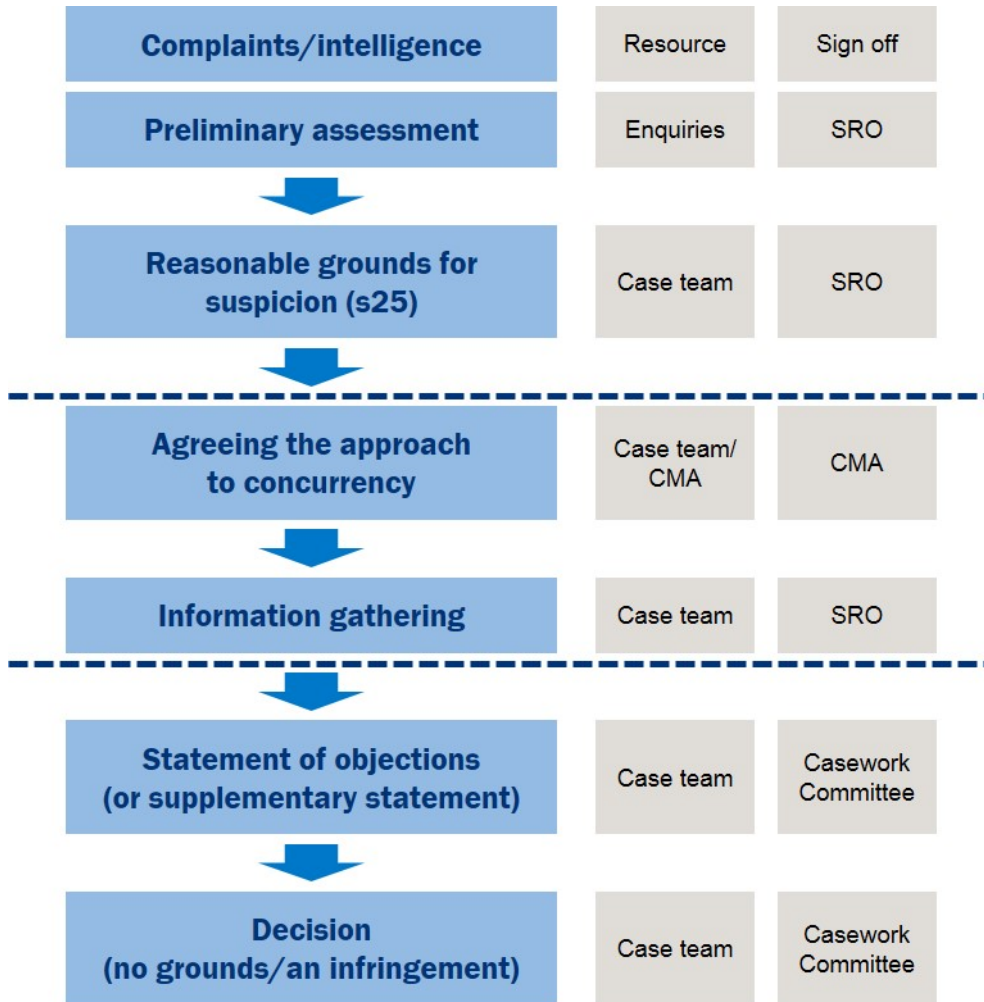 Complaints/intelligence
Resource
Sign off
Preliminary assessment
Enquiries
SRO
Reasonable grounds for
suspicion (s25)
Case team
SRO
Agreeing the approach
to concurrency
Case team/
CMA
CMA
Information gathering
Case team
SRO
Statement of objections
(or supplementary statement)
Case team
Casework
Committee
Decision
(no grounds/an infringement)
Case team
Casework
Committee